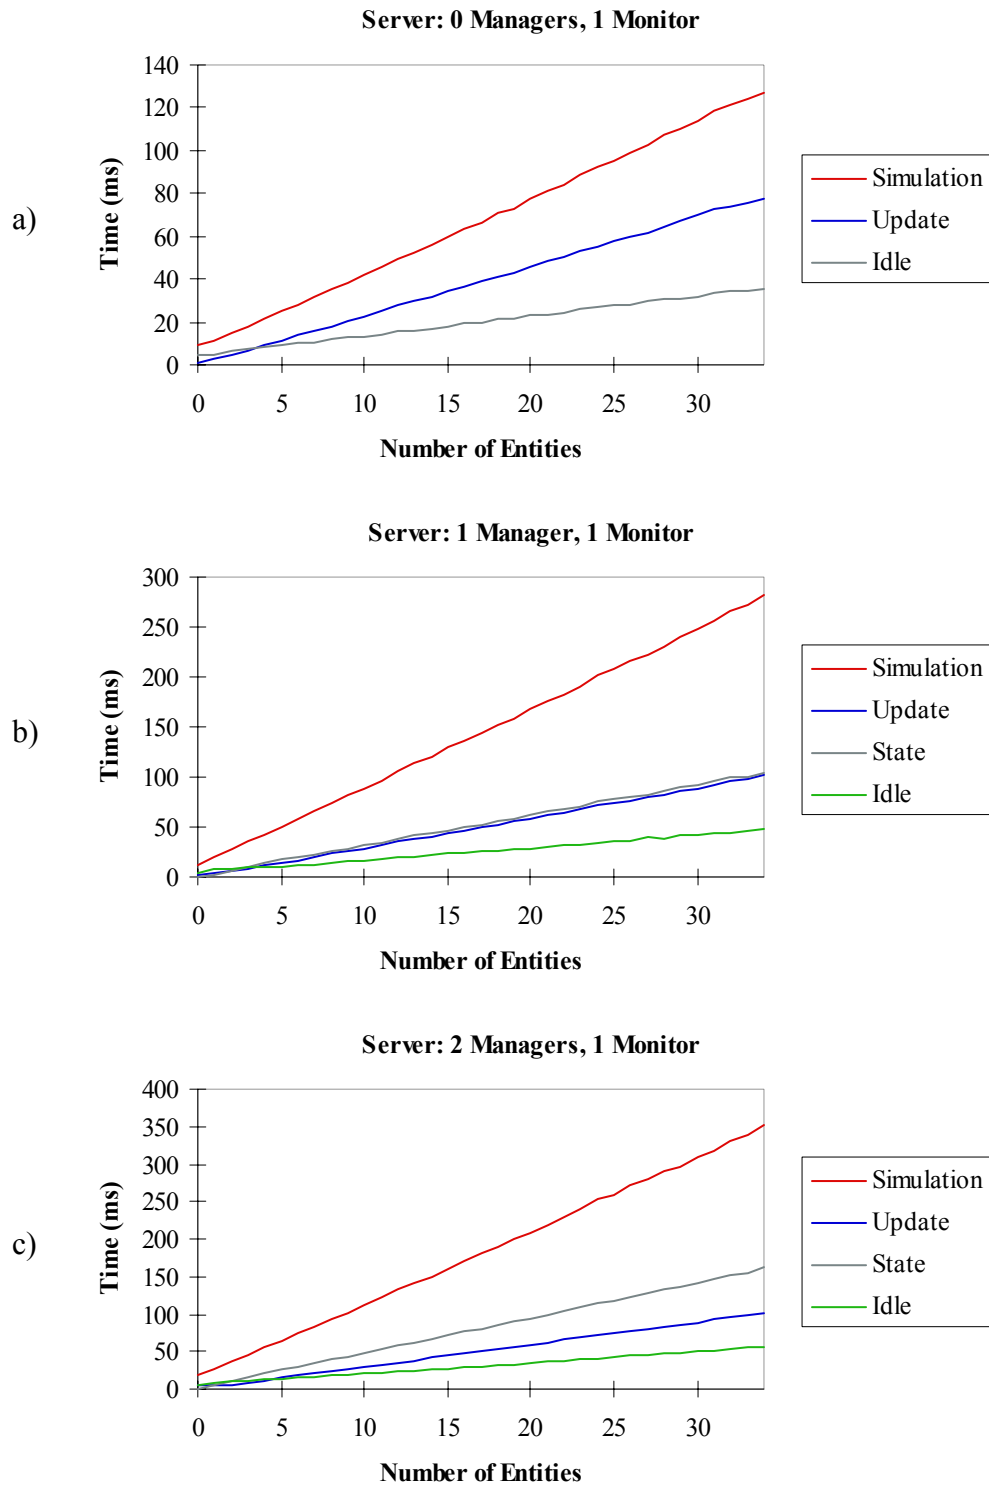 Server: 0 Managers, 1 Monitor
a)
Time (ms)
140
120
100
80
60
40
20
0
0 5 10 15 20 25 30
Number of Entities
Simulation
Update
Idle
Server: 1 Manager, 1 Monitor
b)
Time (ms)
300
250
200
150
100
50
0
0 5 10 15 20 25 30
Number of Entities
Simulation
Update
State
Idle
Server: 2 Managers, 1 Monitor
c)
Time (ms)
400
350
300
250
200
150
100
50
0
0 5 10 15 20 25 30
Number of Entities
Simulation
Update
State
Idle